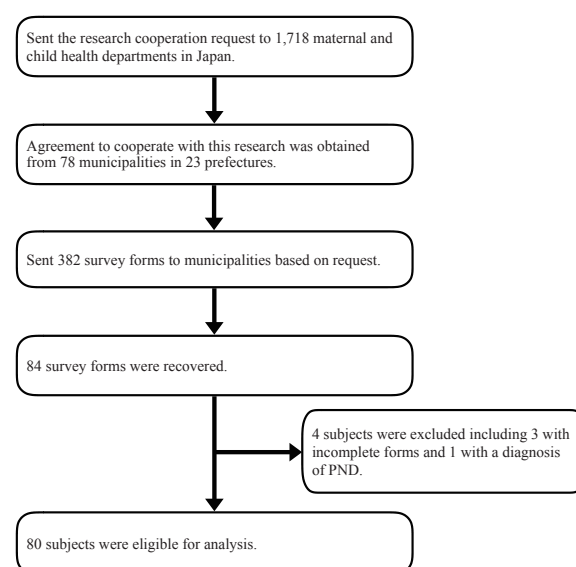 Sent the research cooperation request to 1,718 maternal and
child health departments in Japan.
Agreement to cooperate with this research was obtained
from 78 municipalities in 23 prefectures.
Sent 382 survey forms to municipalities based on request.
84 survey forms were recovered.
4 subjects were excluded including 3 with
incomplete forms and 1 with a diagnosis
of PND.
80 subjects were eligible for analysis.